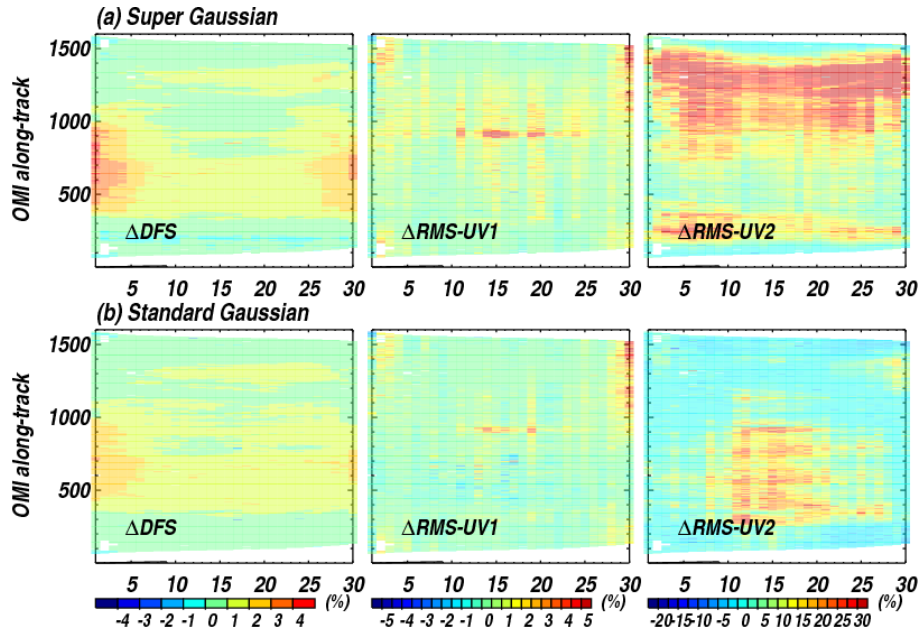 (a) Super Gaussian
OMI along-track
1500
1000
500
ΔDFS
ΔRMS-UV1
ΔRMS-UV2
5 10 15 20 25 30
5 10 15 20 25 30
5 10 15 20 25 30
(b) Standard Gaussian
OMI along-track
1500
1000
500
ΔDFS
ΔRMS-UV1
ΔRMS-UV2
5 10 15 20 25 30
5 10 15 20 25 30
5 10 15 20 25 30
-4 -3 -2 -1 0 1 2 3 4 (%)
-5 -4 -3 -2 -1 0 1 2 3 4 5 (%)
-20 -15 -10 -5 0 5 10 15 20 25 30 (%)